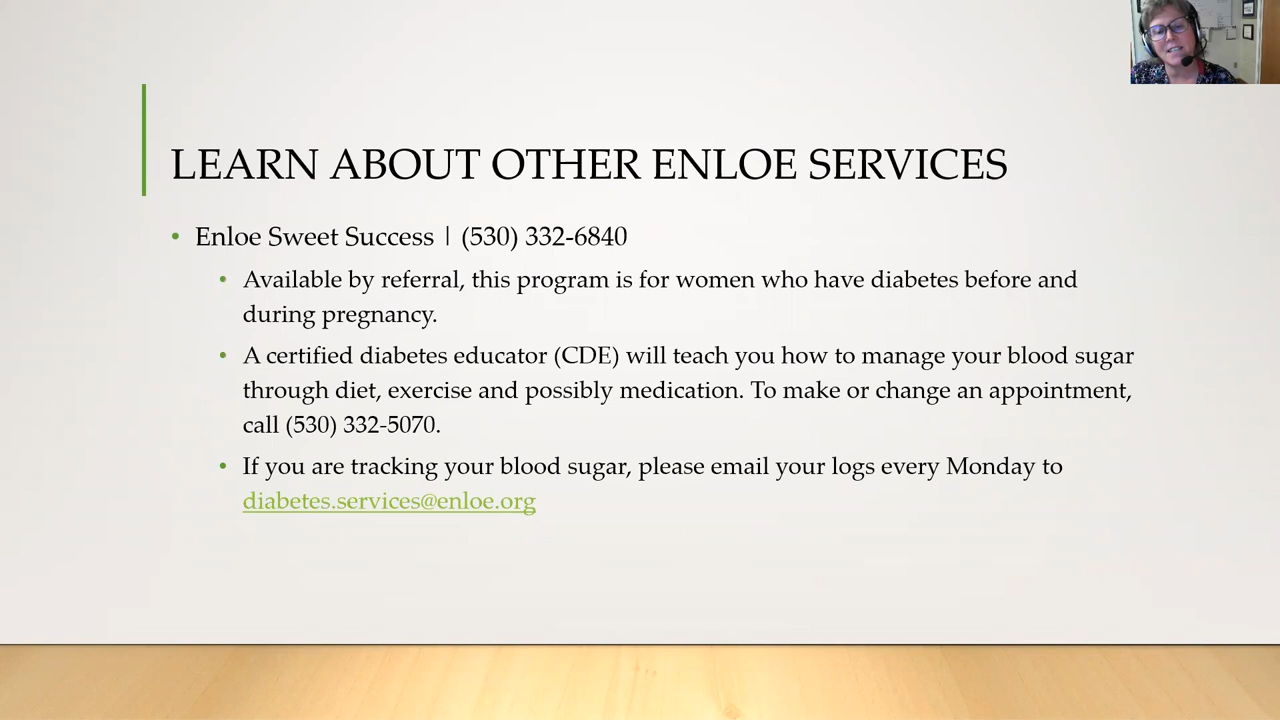 LEARN ABOUT OTHER ENLOE SERVICES
• Enloe Sweet Success | (530) 332-6840
• Available by referral, this program is for women who have diabetes before and
during pregnancy.
• A certified diabetes educator (CDE) will teach you how to manage your blood sugar
through diet, exercise and possibly medication. To make or change an appointment,
call (530) 332-5070.
• If you are tracking your blood sugar, please email your logs every Monday to
diabetes.services@enloe.org